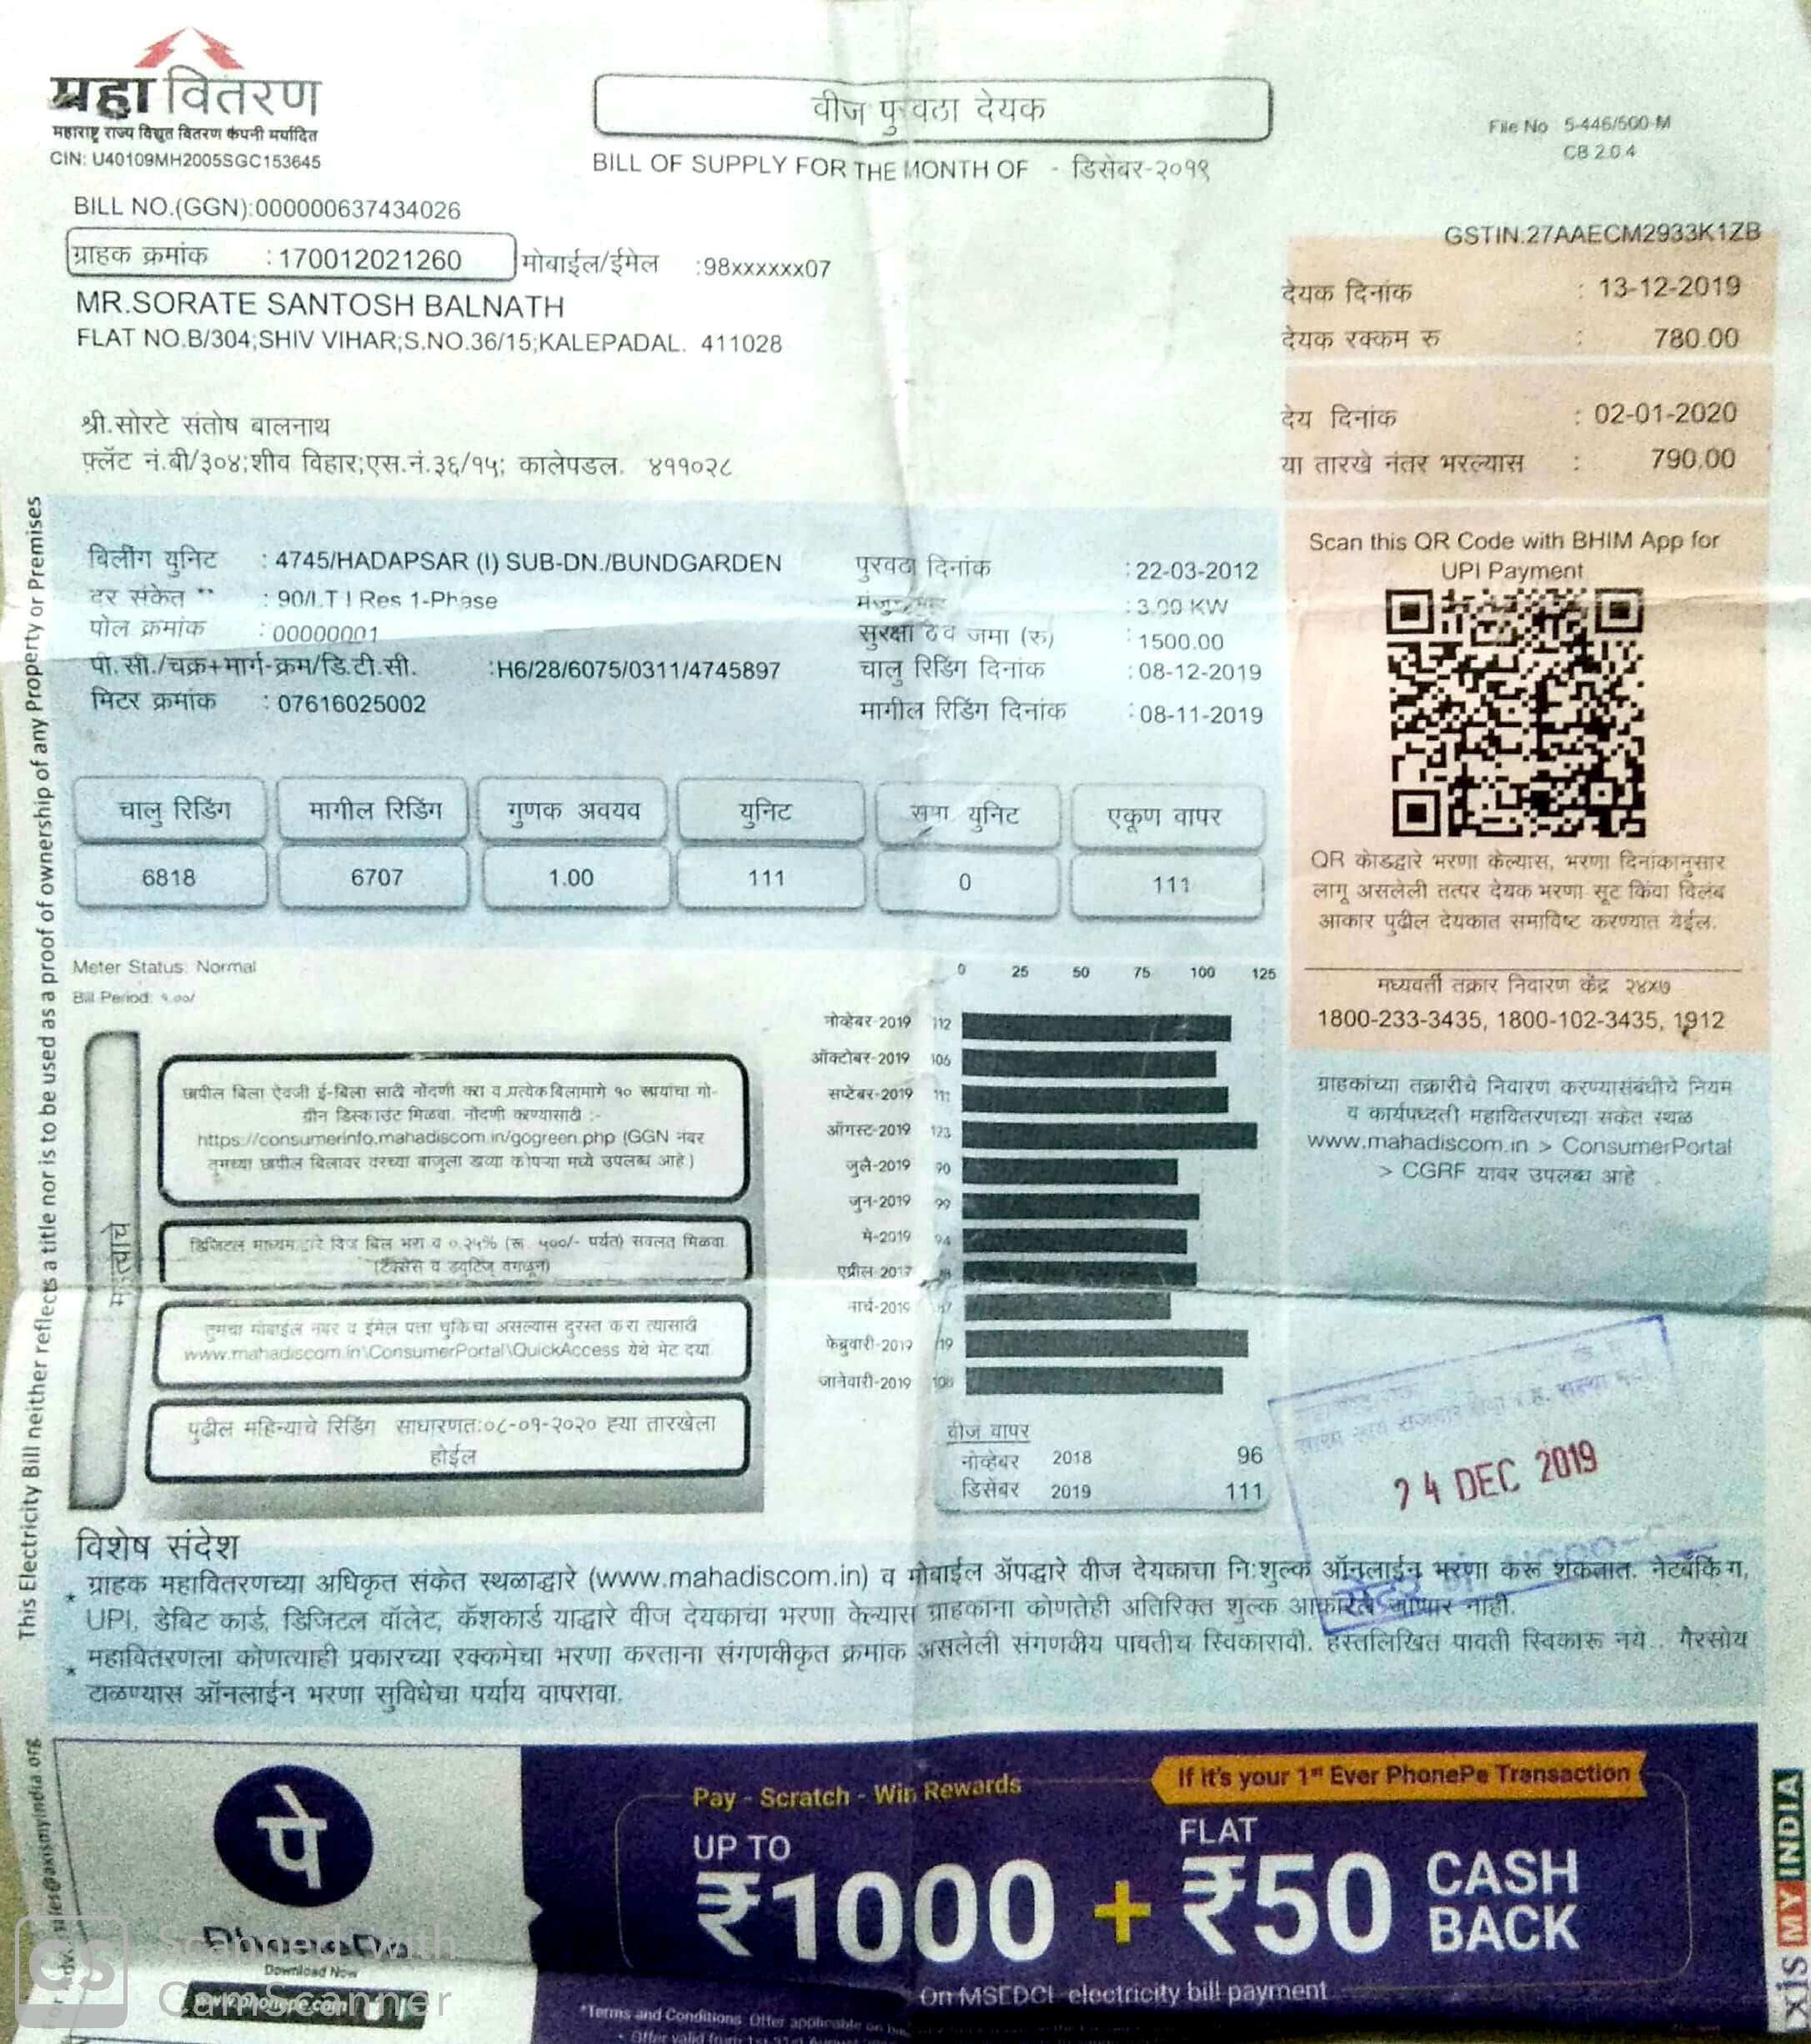 महावितरण
महाराष्ट्र राज्य विद्युत वितरण कंपनी मर्यादित
CIN: U40109MH2005SGC153645
वीज पुरवठा देयक
BILL OF SUPPLY FOR THE MONTH OF - डिसेंबर-२०१९
File No 5-446/500-M
CB 2 0 4
BILL NO.(GGN):000000637434026
GSTIN.27AAECM2933K1ZB
ग्राहक क्रमांक :170012021260
मोबाईल/ईमेल :98xxxxxx07
MR.SORATE SANTOSH BALNATH
FLAT NO.B/304;SHIV VIHAR;S.NO.36/15;KALEPADAL. 411028
श्री.सोरटे संतोष बालनाथ
फ्लॅट नं.बी/३०४;शीव विहार;एस.नं.३६/१५; कालेपडल. ४११०२८
देयक दिनांक : 13-12-2019
देयक रक्कम रु : 780.00
देय दिनांक : 02-01-2020
या तारखे नंतर भरल्यास : 790.00
Scan this QR Code with BHIM App for
UPI Payment
QR कोडद्वारे भरणा केल्यास, भरणा दिनांकानुसार
लागू असलेली तत्पर देयक भरणा सूट किंवा विलंब
आकार पुढील देयकात समाविष्ट करण्यात येईल.
मध्यवर्ती तक्रार निवारण केंद्र २४x७
1800-233-3435, 1800-102-3435, 1912
ग्राहकांच्या तक्रारीचे निवारण करण्यासंबंधीचे नियम
व कार्यपध्दती महावितरणच्या संकेत स्थळ
www.mahadiscom.in > ConsumerPortal
> CGRF यावर उपलब्ध आहे
बिलींग युनिट : 4745/HADAPSAR (I) SUB-DN./BUNDGARDEN
दर संकेत ** : 90/LT I Res 1-Phase
पोल क्रमांक : 00000001
पी.सी./चक्र+मार्ग-क्रम/डि.टी.सी. :H6/28/6075/0311/4745897
मिटर क्रमांक : 07616025002
पुरवठा दिनांक : 22-03-2012
: 3.00 KW
सुरक्षा ठेव जमा (रु) : 1500.00
चालु रिडिंग दिनांक : 08-12-2019
मागील रिडिंग दिनांक : 08-11-2019
चालु रिडिंग मागील रिडिंग गुणक अवयव युनिट युनिट एकूण वापर
6818 6707 1.00 111 0 111
Meter Status: Normal
Bill Period: १.००/
महत्वाचे
छापील बिला ऐवजी ई-बिला साठी नोंदणी करा व प्रत्येक बिलामागे १० रूपयांचा गो-
ग्रीन डिस्काउंट मिळवा. नोंदणी करण्यासाठी :-
https://consumerinfo.mahadiscom.in/gogreen.php (GGN नंबर
तुमच्या छापील बिलावर वरच्या बाजुला डाव्या कोपऱ्या मध्ये उपलब्ध आहे.)
डिजिटल माध्यमाद्वारे विज बिल भरा व ०.२५% (रू. ५००/- पर्यंत) सवलत मिळवा
(टॅक्सेस व ड्युटिज वगळून)
तुमचा मोबाईल नंबर व ईमेल पत्ता चुकिचा असल्यास दुरस्त करा त्यासाठी
www.mahadiscom.in\ConsumerPortal\QuickAccess येथे भेट दया
पुढील महिन्याचे रिडिंग साधारणत:०८-०१-२०२० ह्या तारखेला
होईल
0 25 50 75 100 125
नोव्हेंबर-2019 112
ऑक्टोबर-2019 106
सप्टेंबर-2019 111
ऑगस्ट-2019 123
जुलै-2019 90
जुन-2019 99
मे-2019 94
एप्रील-2019
मार्च-2019
फेब्रुवारी-2019 119
जानेवारी-2019 108
वीज वापर
नोव्हेंबर 2018 96
डिसेंबर 2019 111
24 DEC 2019
विशेष संदेश
* ग्राहक महावितरणच्या अधिकृत संकेत स्थळाद्वारे (www.mahadiscom.in) व मोबाईल ॲपद्वारे वीज देयकाचा नि:शुल्क ऑनलाईन भरणा करू शकतात. नेटबँकिंग,
UPI, डेबिट कार्ड, डिजिटल वॉलेट, कॅशकार्ड याद्वारे वीज देयकाचा भरणा केल्यास ग्राहकांना कोणतेही अतिरिक्त शुल्क आकारले जाणार नाही.
* महावितरणला कोणत्याही प्रकारच्या रक्कमेचा भरणा करताना संगणकीकृत क्रमांक असलेली संगणकीय पावतीच स्विकारावी. हस्तलिखित पावती स्विकारू नये.. गैरसोय
टाळण्यास ऑनलाईन भरणा सुविधेचा पर्याय वापरावा.
This Electricity Bill neither reflects a title nor is to be used as a proof of ownership of any Property or Premises
पे
PhonePe
Download Now
www.phonepe.com
Pay - Scratch - Win Rewards
UP TO
₹1000 +
If it's your 1st Ever PhonePe Transaction
FLAT
₹50 CASH BACK
On MSEDCL electricity bill payment
*Terms and Conditions Offer applicable on
axis MY INDIA
Scanned with
CamScanner
CS